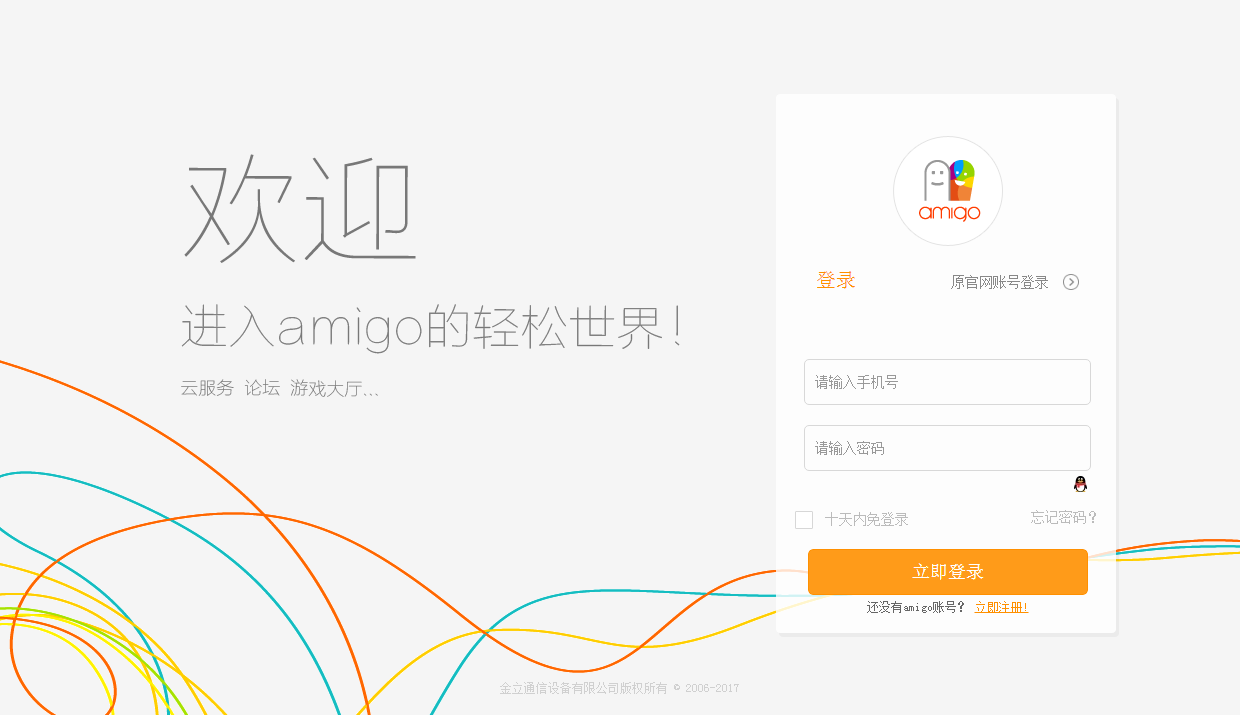 欢迎
进入amigo的轻松世界!
云服务 论坛 游戏大厅...
amigo
登录
原官网账号登录
请输入手机号
请输入密码
十天内免登录
忘记密码?
立即登录
还没有amigo账号? 立即注册!
金立通信设备有限公司版权所有 © 2006-2017